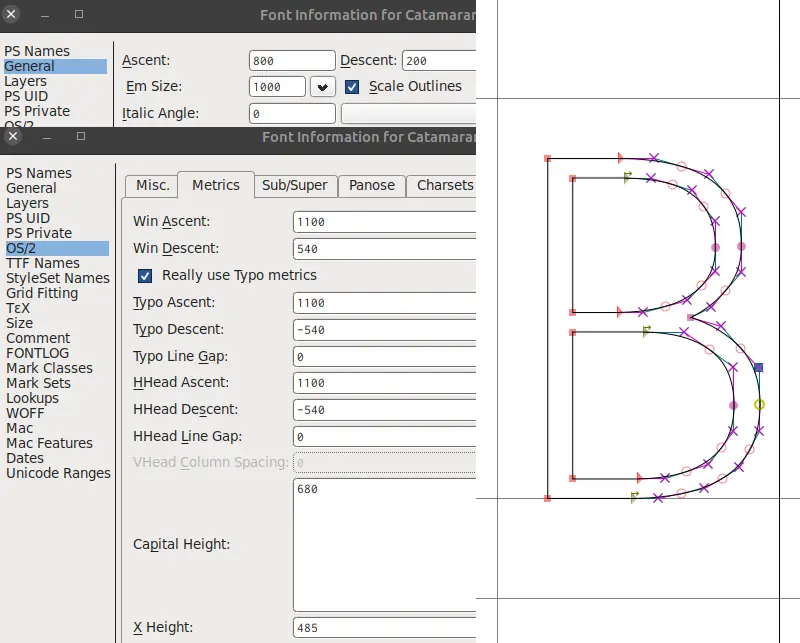 Font Information for Catamaran
PS Names
General
Layers
PS UID
PS Private
OS/2
Ascent: 800 Descent: 200
Em Size: 1000 Scale Outlines
Italic Angle: 0
Font Information for Catamaran
PS Names
General
Layers
PS UID
PS Private
OS/2
TTF Names
StyleSet Names
Grid Fitting
ΤεΧ
Size
Comment
FONTLOG
Mark Classes
Mark Sets
Lookups
WOFF
Mac
Mac Features
Dates
Unicode Ranges
Misc. Metrics Sub/Super Panose Charsets
Win Ascent: 1100
Win Descent: 540
Really use Typo metrics
Typo Ascent: 1100
Typo Descent: -540
Typo Line Gap: 0
HHead Ascent: 1100
HHead Descent: -540
HHead Line Gap: 0
VHead Column Spacing: 0
Capital Height: 680
X Height: 485
B